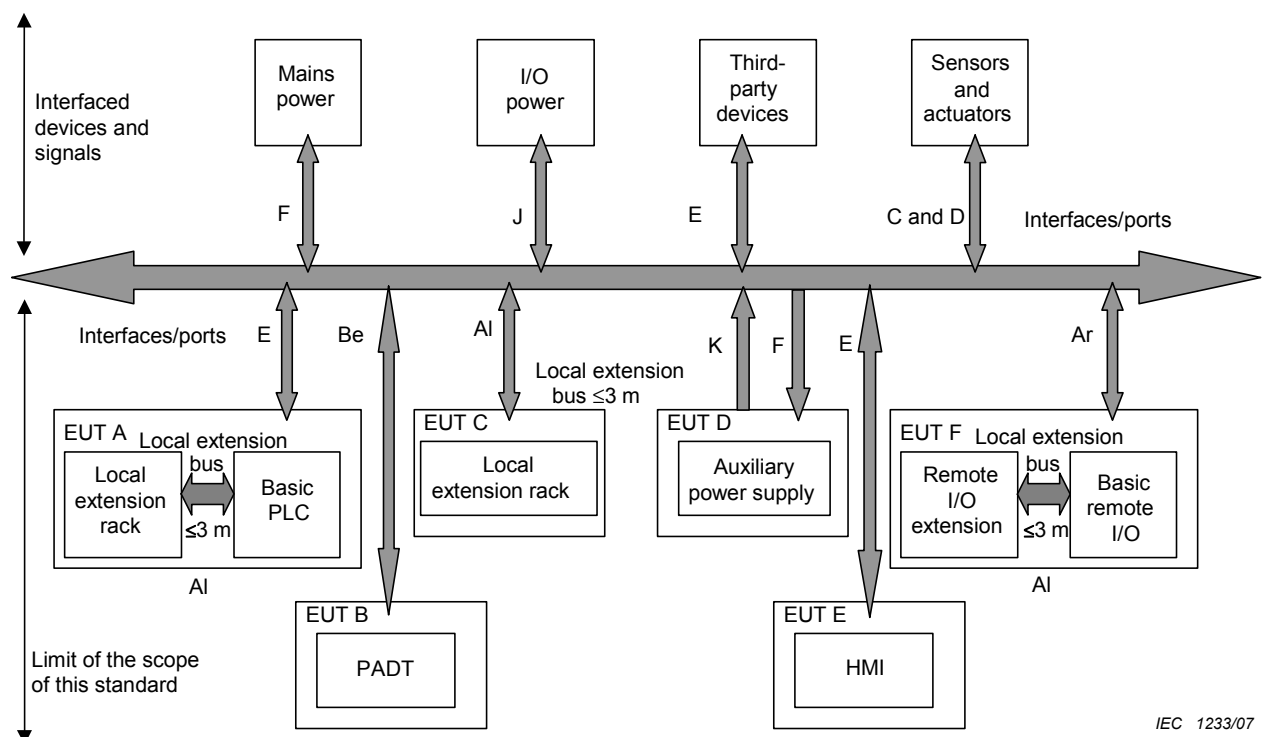 Mains
power
I/O
power
Third-
party
devices
Sensors
and
actuators
Interfaced
devices and
signals
F
J
E
C and D
Interfaces/ports
Interfaces/ports
E
Be
Al
K
F
E
Ar
Local extension
bus ≤3 m
EUT A
Local extension
bus
Local
extension
rack
Basic
PLC
≤3 m
Al
EUT C
Local
extension rack
EUT D
Auxiliary
power supply
EUT F
Local extension
bus
Remote
I/O
extension
Basic
remote
I/O
≤3 m
Al
EUT B
PADT
EUT E
HMI
Limit of the scope
of this standard
IEC 1233/07